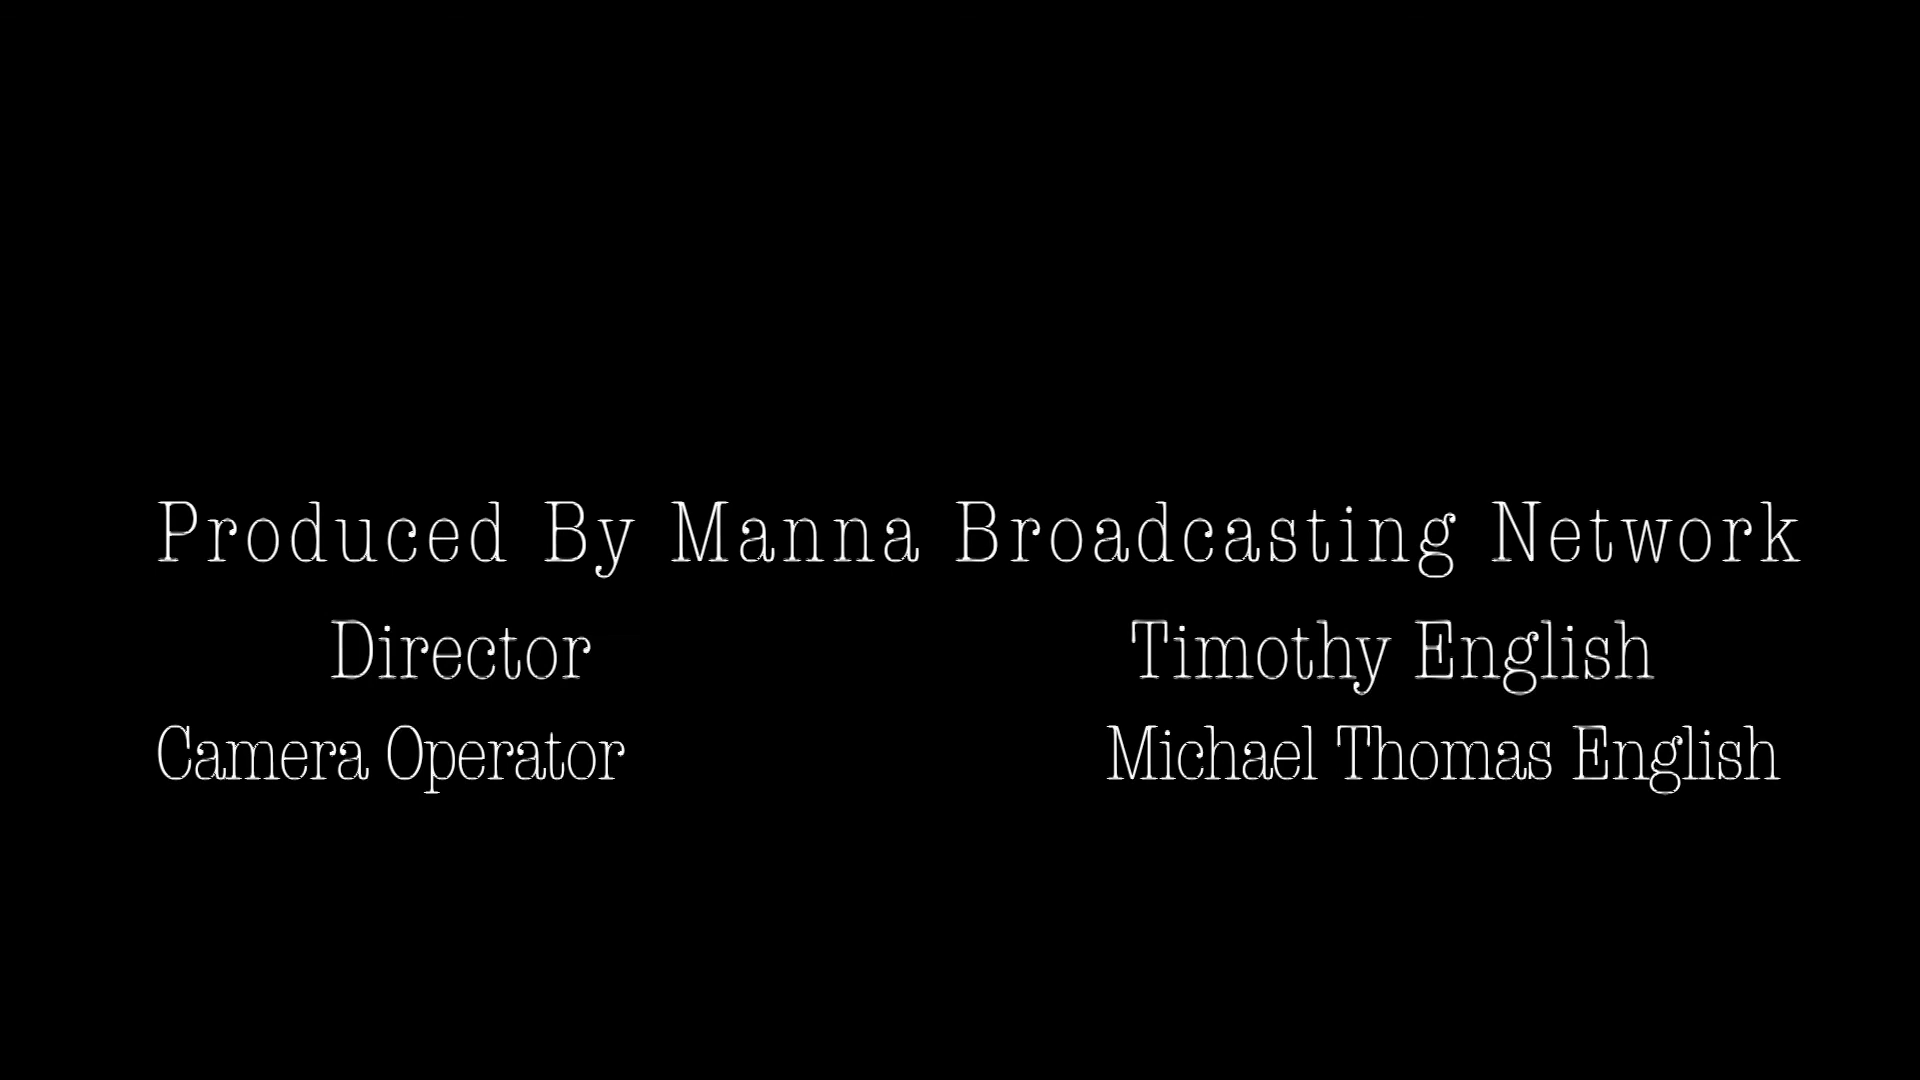 Produced By Manna Broadcasting Network
Director Timothy English
Camera Operator Michael Thomas English